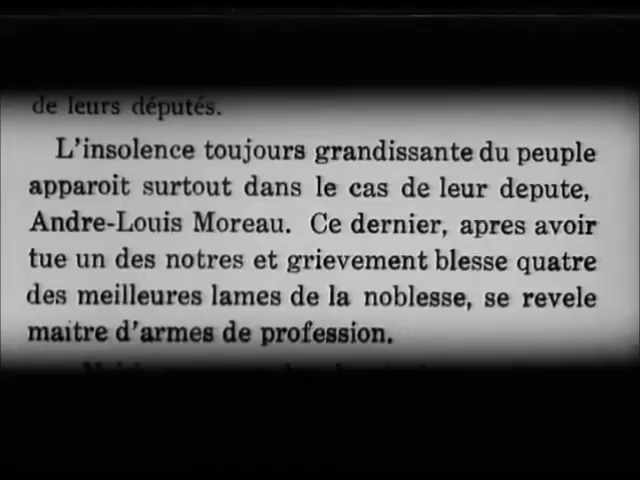 de leurs députés.
L'insolence toujours grandissante du peuple
apparoit surtout dans le cas de leur depute,
Andre-Louis Moreau. Ce dernier, apres avoir
tue un des notres et grievement blesse quatre
des meilleures lames de la noblesse, se revele
maitre d'armes de profession.